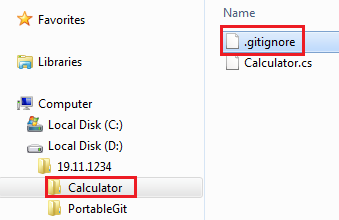 Favorites
Libraries
Computer
Local Disk (C:)
Local Disk (D:)
19.11.1234
Calculator
PortableGit
Name
.gitignore
Calculator.cs